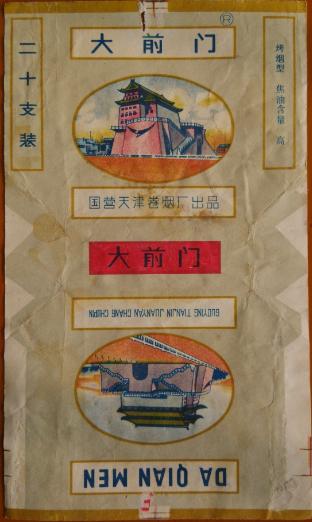 大前门
®
二十支装
烤烟型 焦油含量 高
国营天津卷烟厂出品
大前门
GUOYING TIANJIN JUANYAN CHANG CHUPIN
DA QIAN MEN